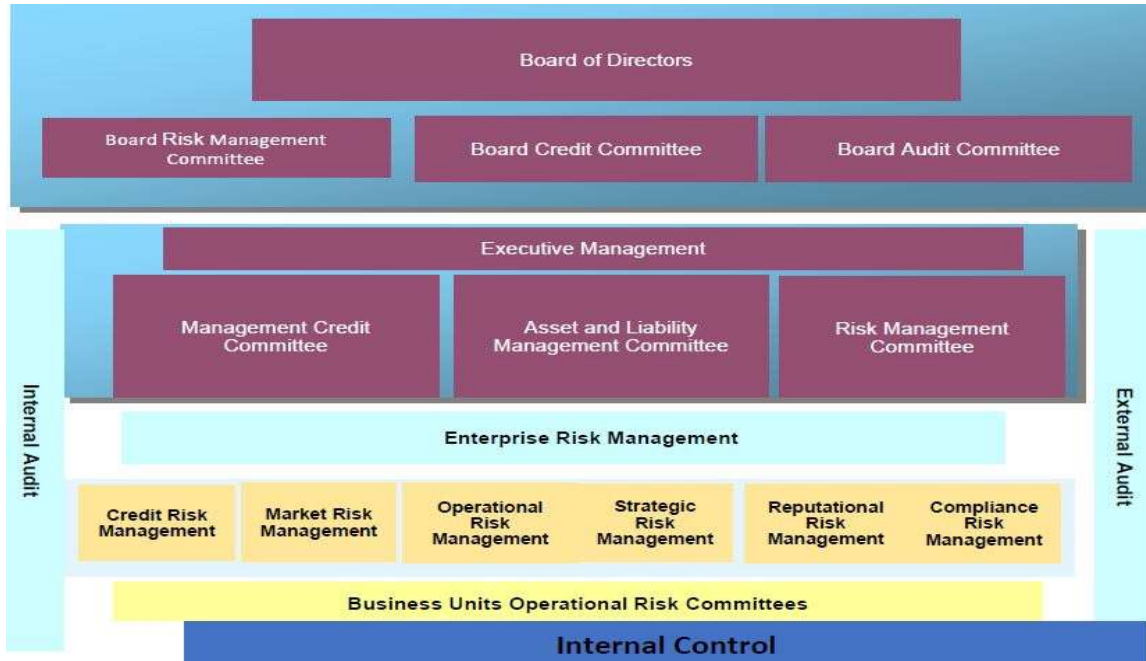 Board of Directors
Board Risk Management
Committee
Board Credit Committee
Board Audit Committee
Executive Management
Management Credit
Committee
Asset and Liability
Management Committee
Risk Management
Committee
Internal Audit
External Audit
Enterprise Risk Management
Credit Risk
Management
Market Risk
Management
Operational
Risk
Management
Strategic
Risk
Management
Reputational
Risk
Management
Compliance
Risk
Management
Business Units Operational Risk Committees
Internal Control